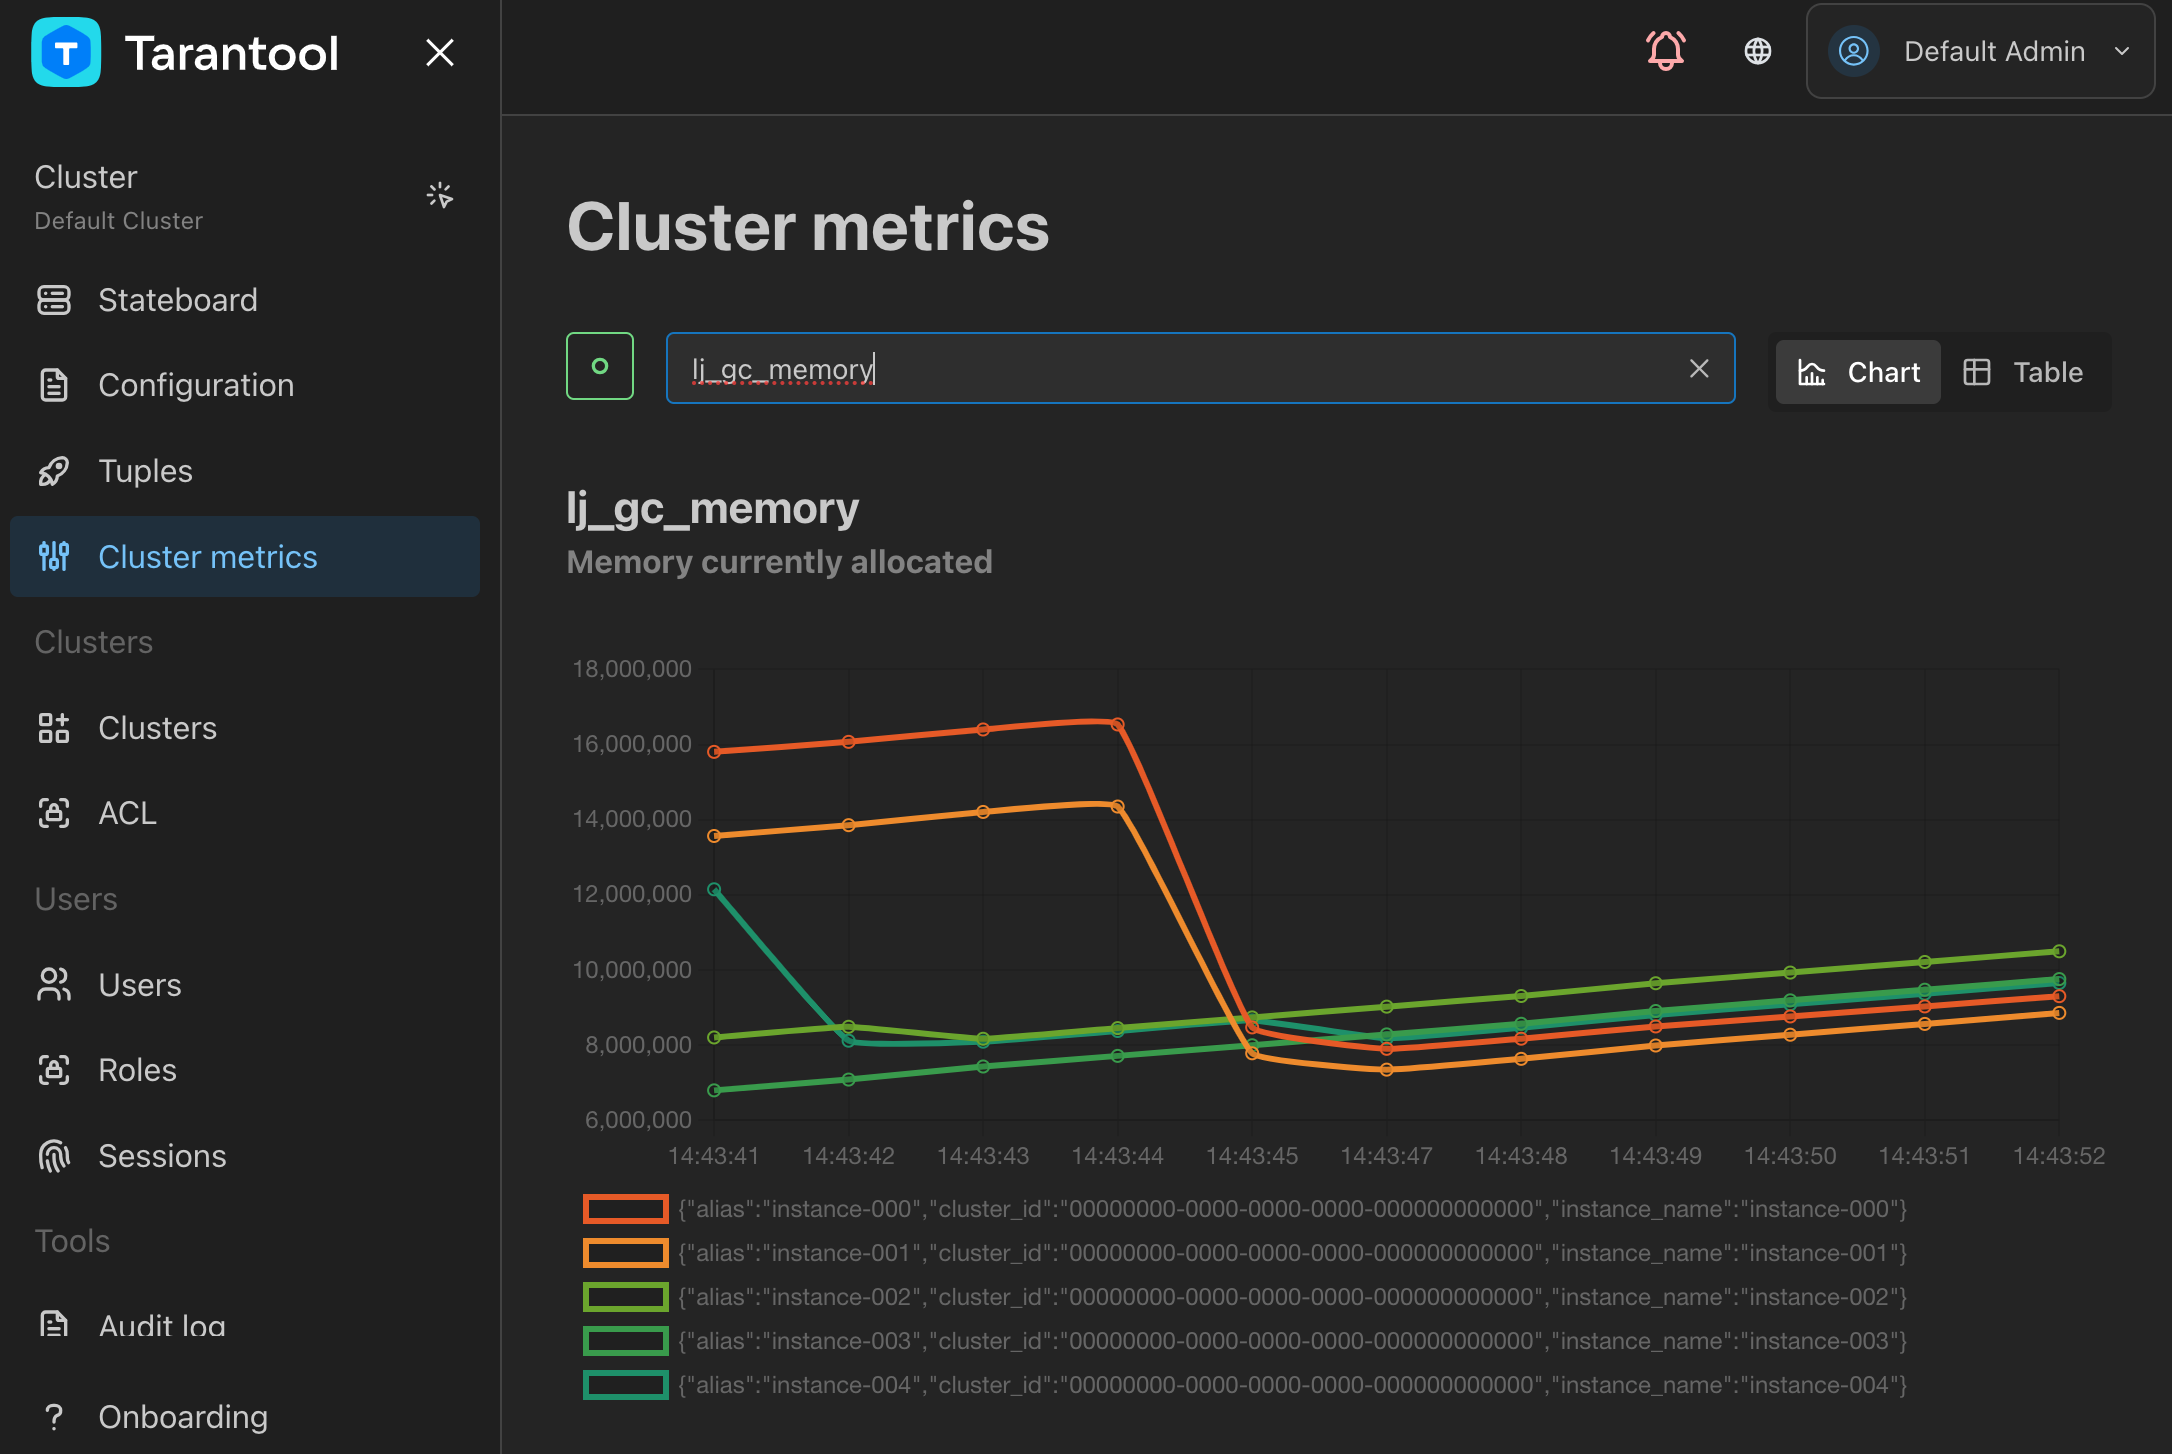 Tarantool
Default Admin
Cluster
Default Cluster
Stateboard
Configuration
Tuples
Cluster metrics
Clusters
Clusters
ACL
Users
Users
Roles
Sessions
Tools
Audit log
? Onboarding
Cluster metrics
lj_gc_memory
Chart
Table
lj_gc_memory
Memory currently allocated
18,000,000
16,000,000
14,000,000
12,000,000
10,000,000
8,000,000
6,000,000
14:43:41 14:43:42 14:43:43 14:43:44 14:43:45 14:43:47 14:43:48 14:43:49 14:43:50 14:43:51 14:43:52
{"alias":"instance-000","cluster_id":"00000000-0000-0000-0000-000000000000","instance_name":"instance-000"}
{"alias":"instance-001","cluster_id":"00000000-0000-0000-0000-000000000000","instance_name":"instance-001"}
{"alias":"instance-002","cluster_id":"00000000-0000-0000-0000-000000000000","instance_name":"instance-002"}
{"alias":"instance-003","cluster_id":"00000000-0000-0000-0000-000000000000","instance_name":"instance-003"}
{"alias":"instance-004","cluster_id":"00000000-0000-0000-0000-000000000000","instance_name":"instance-004"}